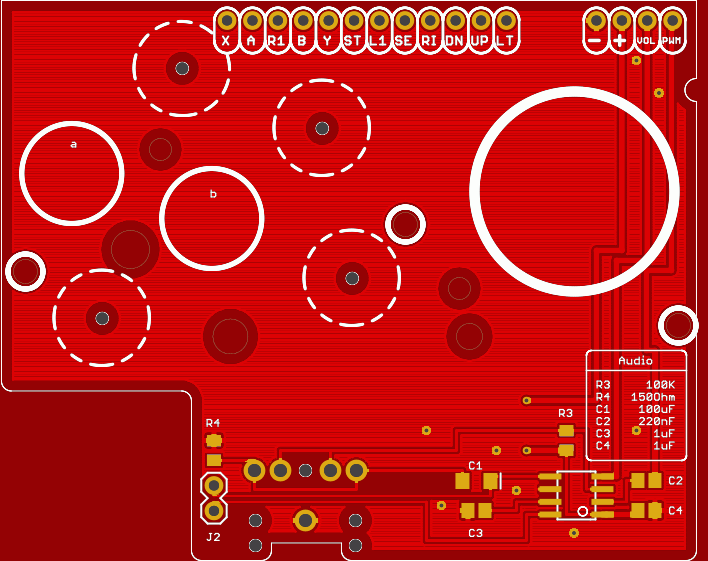 X A R1 B Y ST L1 SE RI DN UP LT
− + VOL PWM
a
b
Audio
R3 100K
R4 150Ohm
C1 100uF
C2 220nF
C3 1uF
C4 1uF
R4
R3
C1
C2
C3
C4
J2